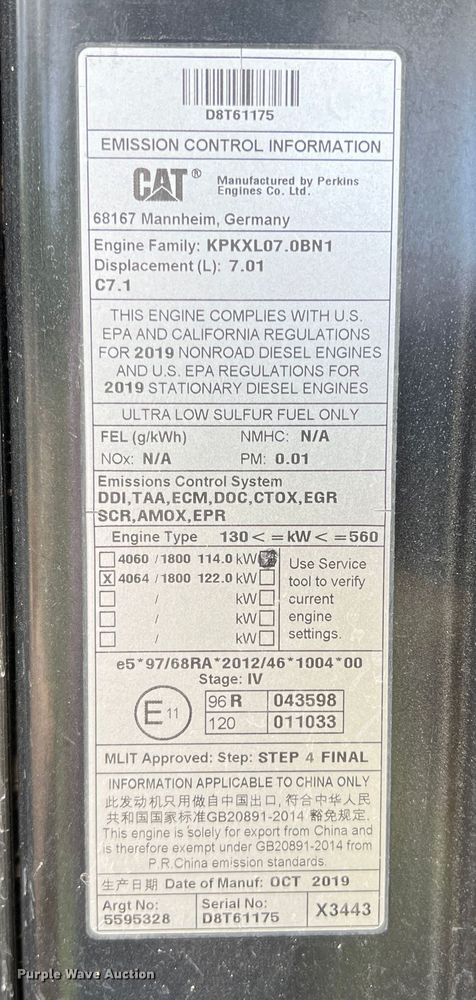 D8T61175
EMISSION CONTROL INFORMATION
CAT® Manufactured by Perkins
Engines Co. Ltd.
68167 Mannheim, Germany
Engine Family: KPKXL07.0BN1
Displacement (L): 7.01
C7.1
THIS ENGINE COMPLIES WITH U.S.
EPA AND CALIFORNIA REGULATIONS
FOR 2019 NONROAD DIESEL ENGINES
AND U.S. EPA REGULATIONS FOR
2019 STATIONARY DIESEL ENGINES
ULTRA LOW SULFUR FUEL ONLY
FEL (g/kWh) NMHC: N/A
NOx: N/A PM: 0.01
Emissions Control System
DDI,TAA,ECM,DOC,CTOX,EGR
SCR,AMOX,EPR
Engine Type 130 < = kW < = 560
4060 / 1800 114.0 kW
X 4064 / 1800 122.0 kW
/ kW
/ kW
/ kW
Use Service
tool to verify
current
engine
settings.
e5*97/68RA*2012/46*1004*00
Stage: IV
E 11
96 R 043598
120 011033
MLIT Approved: Step: STEP 4 FINAL
INFORMATION APPLICABLE TO CHINA ONLY
此发动机只用做自中国出口, 符合中华人民
共和国国家标准GB20891-2014 豁免规定.
This engine is solely for export from China and
is therefore exempt under GB20891-2014 from
P.R.China emission standards.
生产日期 Date of Manuf: OCT 2019
Argt No:
5595328
Serial No:
D8T61175
X3443
Purple Wave Auction